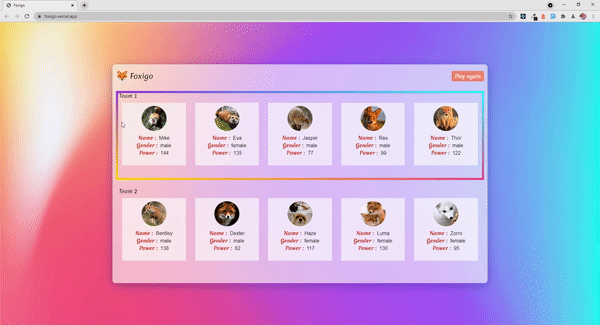 Foxigo
foxigo.vercel.app
Foxigo
Play again
Team 1
Name : Mike
Gender : male
Power : 144
Name : Eva
Gender : female
Power : 135
Name : Jasper
Gender : male
Power : 77
Name : Rex
Gender : male
Power : 99
Name : Thor
Gender : male
Power : 122
Team 2
Name : Bentley
Gender : male
Power : 138
Name : Dexter
Gender : male
Power : 82
Name : Haze
Gender : female
Power : 117
Name : Luma
Gender : female
Power : 130
Name : Zorro
Gender : female
Power : 95